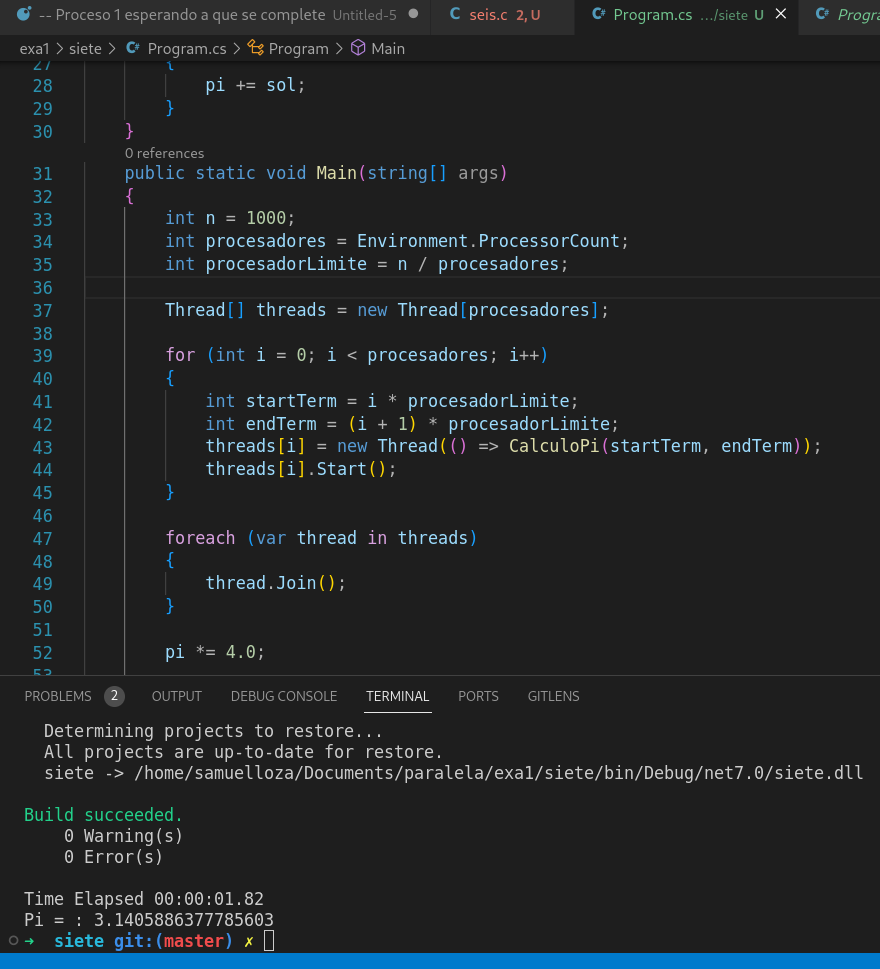 -- Proceso 1 esperando a que se complete Untitled-5 seis.c 2, U Program.cs .../siete U Progra
exa1 > siete > Program.cs > Program > Main
27 {
28 pi += sol;
29 }
30 }
0 references
31 public static void Main(string[] args)
32 {
33 int n = 1000;
34 int procesadores = Environment.ProcessorCount;
35 int procesadorLimite = n / procesadores;
36
37 Thread[] threads = new Thread[procesadores];
38
39 for (int i = 0; i < procesadores; i++)
40 {
41 int startTerm = i * procesadorLimite;
42 int endTerm = (i + 1) * procesadorLimite;
43 threads[i] = new Thread(() => CalculoPi(startTerm, endTerm));
44 threads[i].Start();
45 }
46
47 foreach (var thread in threads)
48 {
49 thread.Join();
50 }
51
52 pi *= 4.0;
53
PROBLEMS 2 OUTPUT DEBUG CONSOLE TERMINAL PORTS GITLENS
Determining projects to restore...
All projects are up-to-date for restore.
siete -> /home/samuelloza/Documents/paralela/exa1/siete/bin/Debug/net7.0/siete.dll
Build succeeded.
0 Warning(s)
0 Error(s)
Time Elapsed 00:00:01.82
Pi = : 3.1405886377785603
➜ siete git:(master) ✗